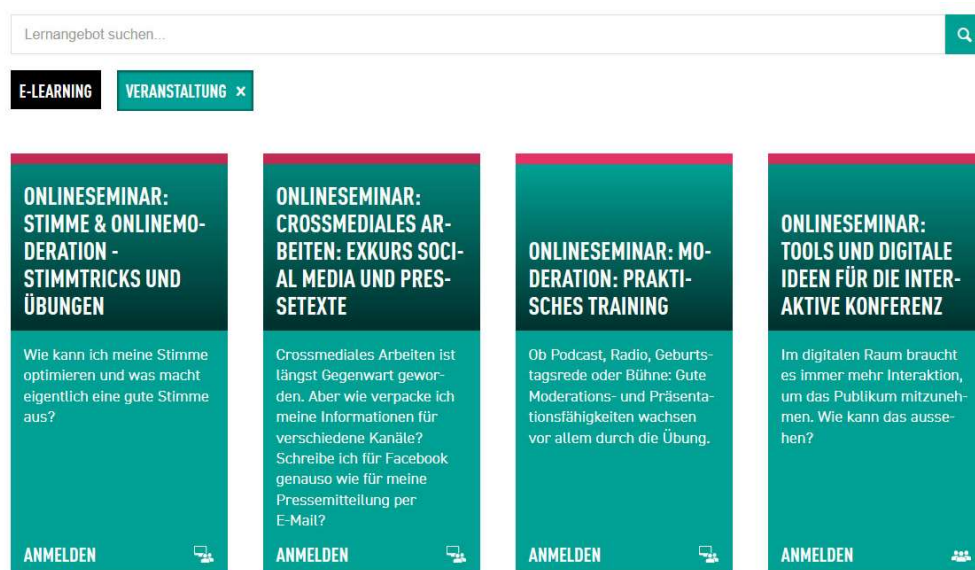 Lernangebot suchen...
E-LEARNING
VERANSTALTUNG ×
ONLINESEMINAR:
STIMME & ONLINEMO-
DERATION -
STIMMTRICKS UND
ÜBUNGEN
Wie kann ich meine Stimme
optimieren und was macht
eigentlich eine gute Stimme
aus?
ANMELDEN
ONLINESEMINAR:
CROSSMEDIALES AR-
BEITEN: EXKURS SOCI-
AL MEDIA UND PRES-
SETEXTE
Crossmediales Arbeiten ist
längst Gegenwart gewor-
den. Aber wie verpacke ich
meine Informationen für
verschiedene Kanäle?
Schreibe ich für Facebook
genauso wie für meine
Pressemitteilung per
E-Mail?
ANMELDEN
ONLINESEMINAR: MO-
DERATION: PRAKTI-
SCHES TRAINING
Ob Podcast, Radio, Geburts-
tagsrede oder Bühne: Gute
Moderations- und Präsenta-
tionsfähigkeiten wachsen
vor allem durch die Übung.
ANMELDEN
ONLINESEMINAR:
TOOLS UND DIGITALE
IDEEN FÜR DIE INTER-
AKTIVE KONFERENZ
Im digitalen Raum braucht
es immer mehr Interaktion,
um das Publikum mitzuneh-
men. Wie kann das ausse-
hen?
ANMELDEN